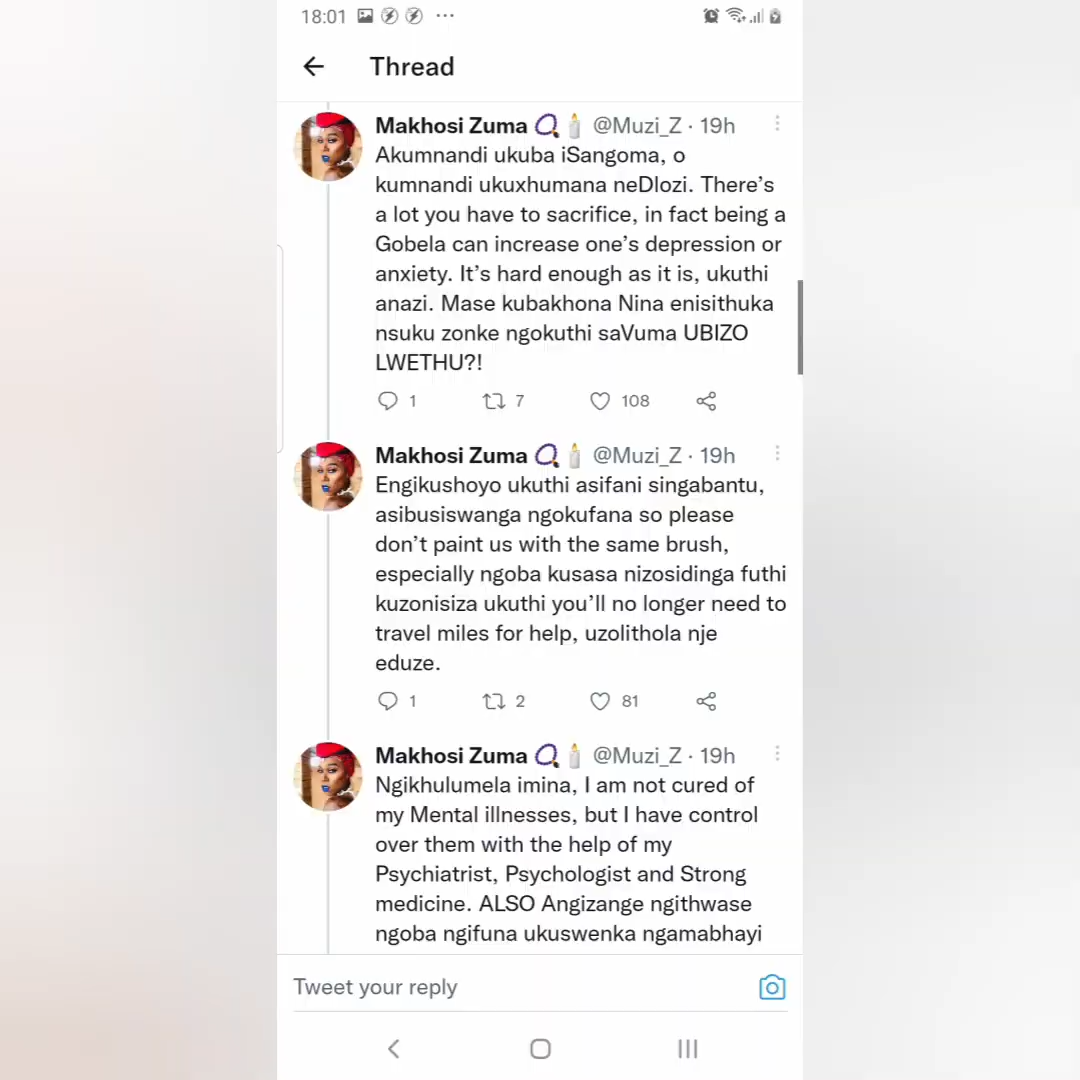 18:01
Thread
Makhosi Zuma @Muzi_Z · 19h
Akumnandi ukuba iSangoma, o
kumnandi ukuxhumana neDlozi. There’s
a lot you have to sacrifice, in fact being a
Gobela can increase one’s depression or
anxiety. It’s hard enough as it is, ukuthi
anazi. Mase kubakhona Nina enisithuka
nsuku zonke ngokuthi saVuma UBIZO
LWETHU?!
1 7 108
Makhosi Zuma @Muzi_Z · 19h
Engikushoyo ukuthi asifani singabantu,
asibusiswanga ngokufana so please
don’t paint us with the same brush,
especially ngoba kusasa nizosidinga futhi
kuzonisiza ukuthi you’ll no longer need to
travel miles for help, uzolithola nje
eduze.
1 2 81
Makhosi Zuma @Muzi_Z · 19h
Ngikhulumela imina, I am not cured of
my Mental illnesses, but I have control
over them with the help of my
Psychiatrist, Psychologist and Strong
medicine. ALSO Angizange ngithwase
ngoba ngifuna ukuswenka ngamabhayi
Tweet your reply